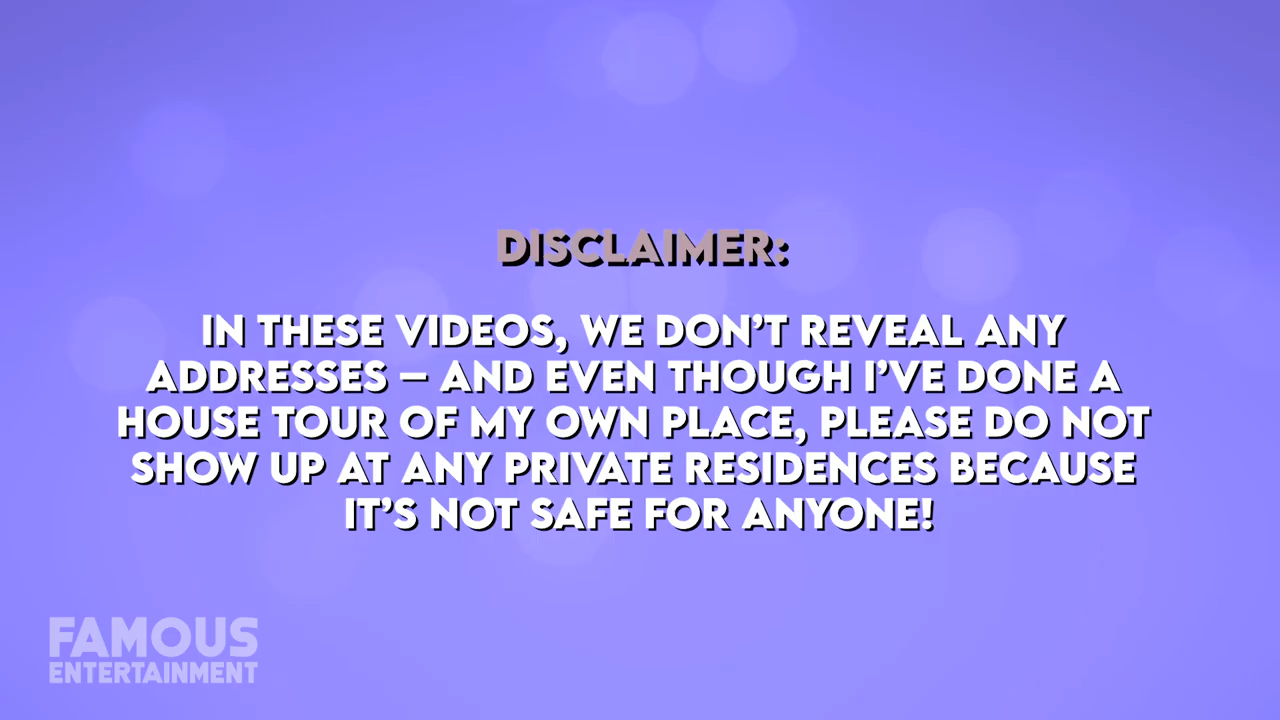 DISCLAIMER:
IN THESE VIDEOS, WE DON’T REVEAL ANY
ADDRESSES – AND EVEN THOUGH I’VE DONE A
HOUSE TOUR OF MY OWN PLACE, PLEASE DO NOT
SHOW UP AT ANY PRIVATE RESIDENCES BECAUSE
IT’S NOT SAFE FOR ANYONE!
FAMOUS
ENTERTAINMENT